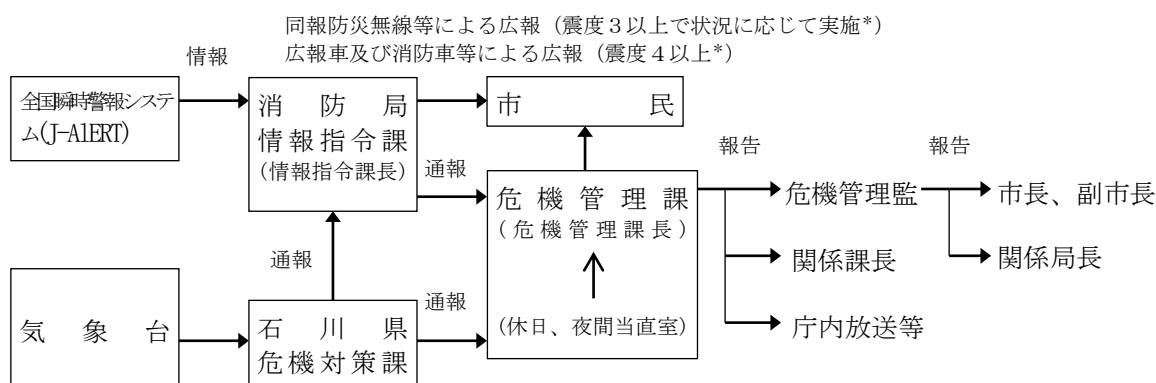 同報防災無線等による広報（震度３以上で状況に応じて実施*）
広報車及び消防車等による広報（震度４以上*）
情報
全国瞬時警報システ
ム(J-AlERT)
消防局
情報指令課
（情報指令課長）
市民
通報
報告
報告
危機管理課
（危機管理課長）
危機管理監
市長、副市長
通報
関係課長
関係局長
気象台
石川県
危機対策課
通報
（休日、夜間当直室）
庁内放送等